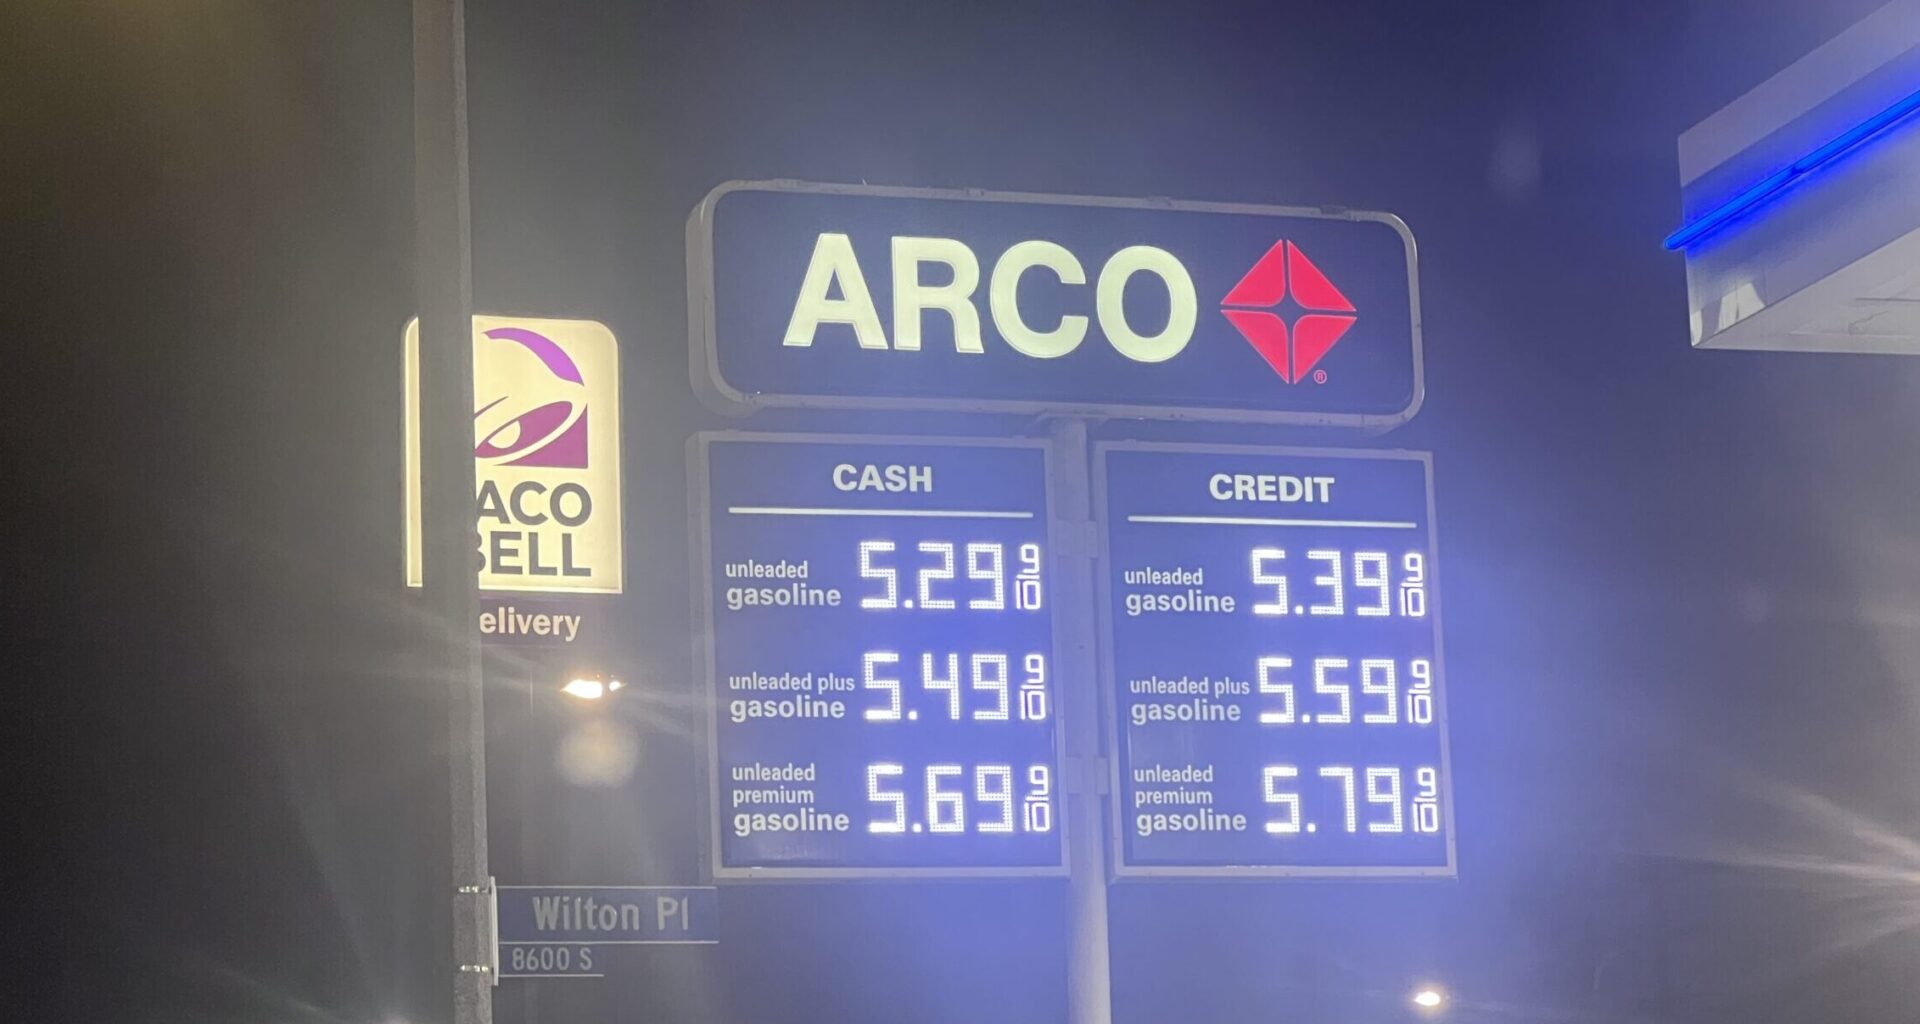 ARCO
®
ACO
BELL
elivery
CASH
unleaded
gasoline 5.29 9/10
unleaded plus
gasoline 5.49 9/10
unleaded
premium
gasoline 5.69 9/10
CREDIT
unleaded
gasoline 5.39 9/10
unleaded plus
gasoline 5.59 9/10
unleaded
premium
gasoline 5.79 9/10
Wilton Pl
8600 S